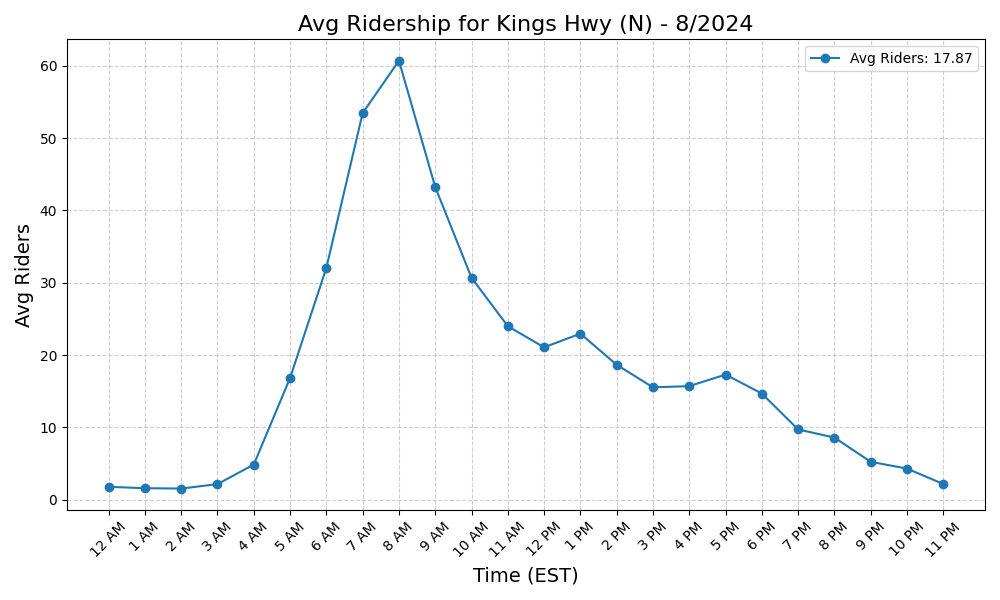 Avg Ridership for Kings Hwy (N) - 8/2024
Avg Riders: 17.87
Avg Riders
60
50
40
30
20
10
0
12 AM
1 AM
2 AM
3 AM
4 AM
5 AM
6 AM
7 AM
8 AM
9 AM
10 AM
11 AM
12 PM
1 PM
2 PM
3 PM
4 PM
5 PM
6 PM
7 PM
8 PM
9 PM
10 PM
11 PM
Time (EST)